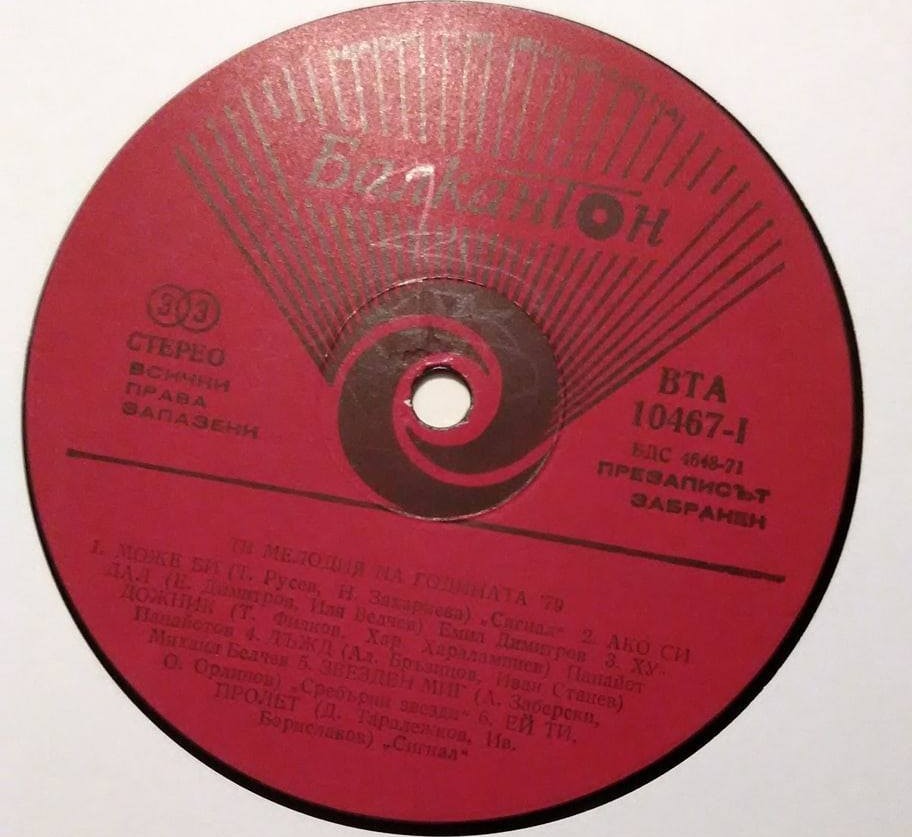 Балкантон
33
СТЕРЕО
ВСИЧКИ
ПРАВА
ЗАПАЗЕНИ
ВТА
10467-I
БДС 4648-71
ПРЕЗАПИСЪТ
ЗАБРАНЕН
ТВ МЕЛОДИЯ НА ГОДИНАТА '79
1. МОЖЕ БИ (Т. Русев, Н. Захариева) „Сигнал“ 2. АКО СИ
ДАЛ (Е. Димитров, Иля Велчев) Емил Димитров 3. ХУ-
ДОЖНИК (Т. Филков, Хар. Харалампиев) Панайот
Панайотов 4. ДЪЖД (Ал. Бръзицов, Иван Станев)
Михаил Белчев 5. ЗВЕЗДЕН МИГ (А. Заберски,
О. Орлинов) „Сребърни звезди“ 6. ЕЙ ТИ,
ПРОЛЕТ (Д. Таралежков, Ив.
Бориславов) „Сигнал“